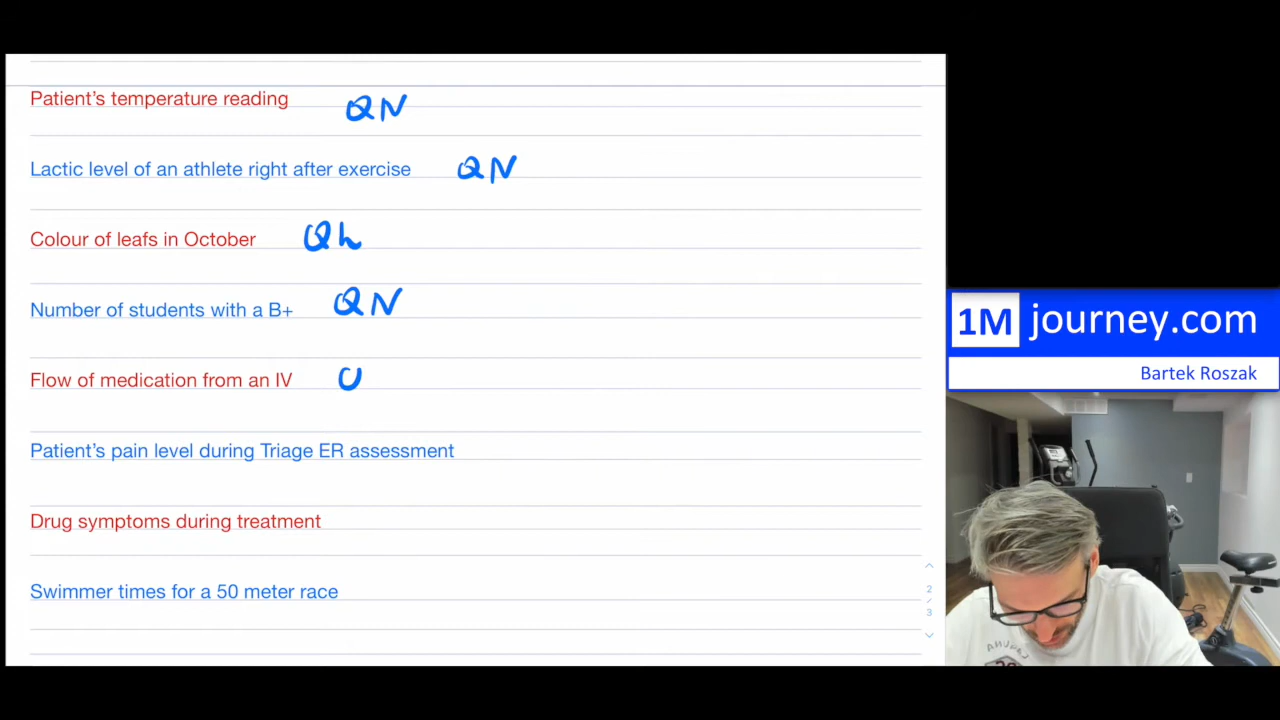 Patient's temperature reading QN
Lactic level of an athlete right after exercise QN
Colour of leafs in October QL
Number of students with a B+ QN
Flow of medication from an IV
Patient's pain level during Triage ER assessment
Drug symptoms during treatment
Swimmer times for a 50 meter race
2
/
3
1M journey.com
Bartek Roszak